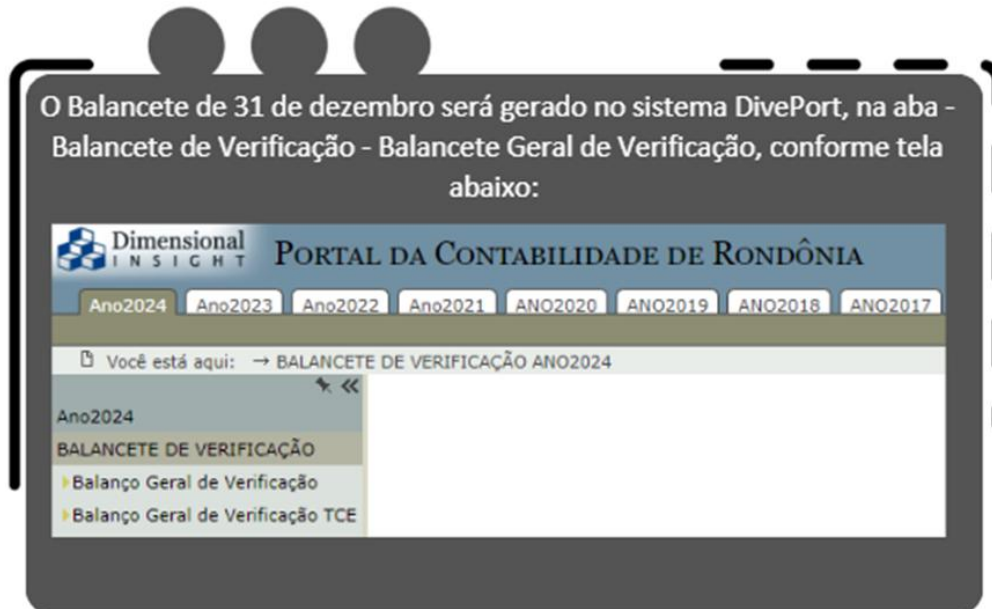 O Balancete de 31 de dezembro será gerado no sistema DivePort, na aba -
Balancete de Verificação - Balancete Geral de Verificação, conforme tela
abaixo:
Dimensional
INSIGHT
PORTAL DA CONTABILIDADE DE RONDÔNIA
Ano2024 Ano2023 Ano2022 Ano2021 ANO2020 ANO2019 ANO2018 ANO2017
Você está aqui: → BALANCETE DE VERIFICAÇÃO ANO2024
Ano2024
BALANCETE DE VERIFICAÇÃO
Balanço Geral de Verificação
Balanço Geral de Verificação TCE